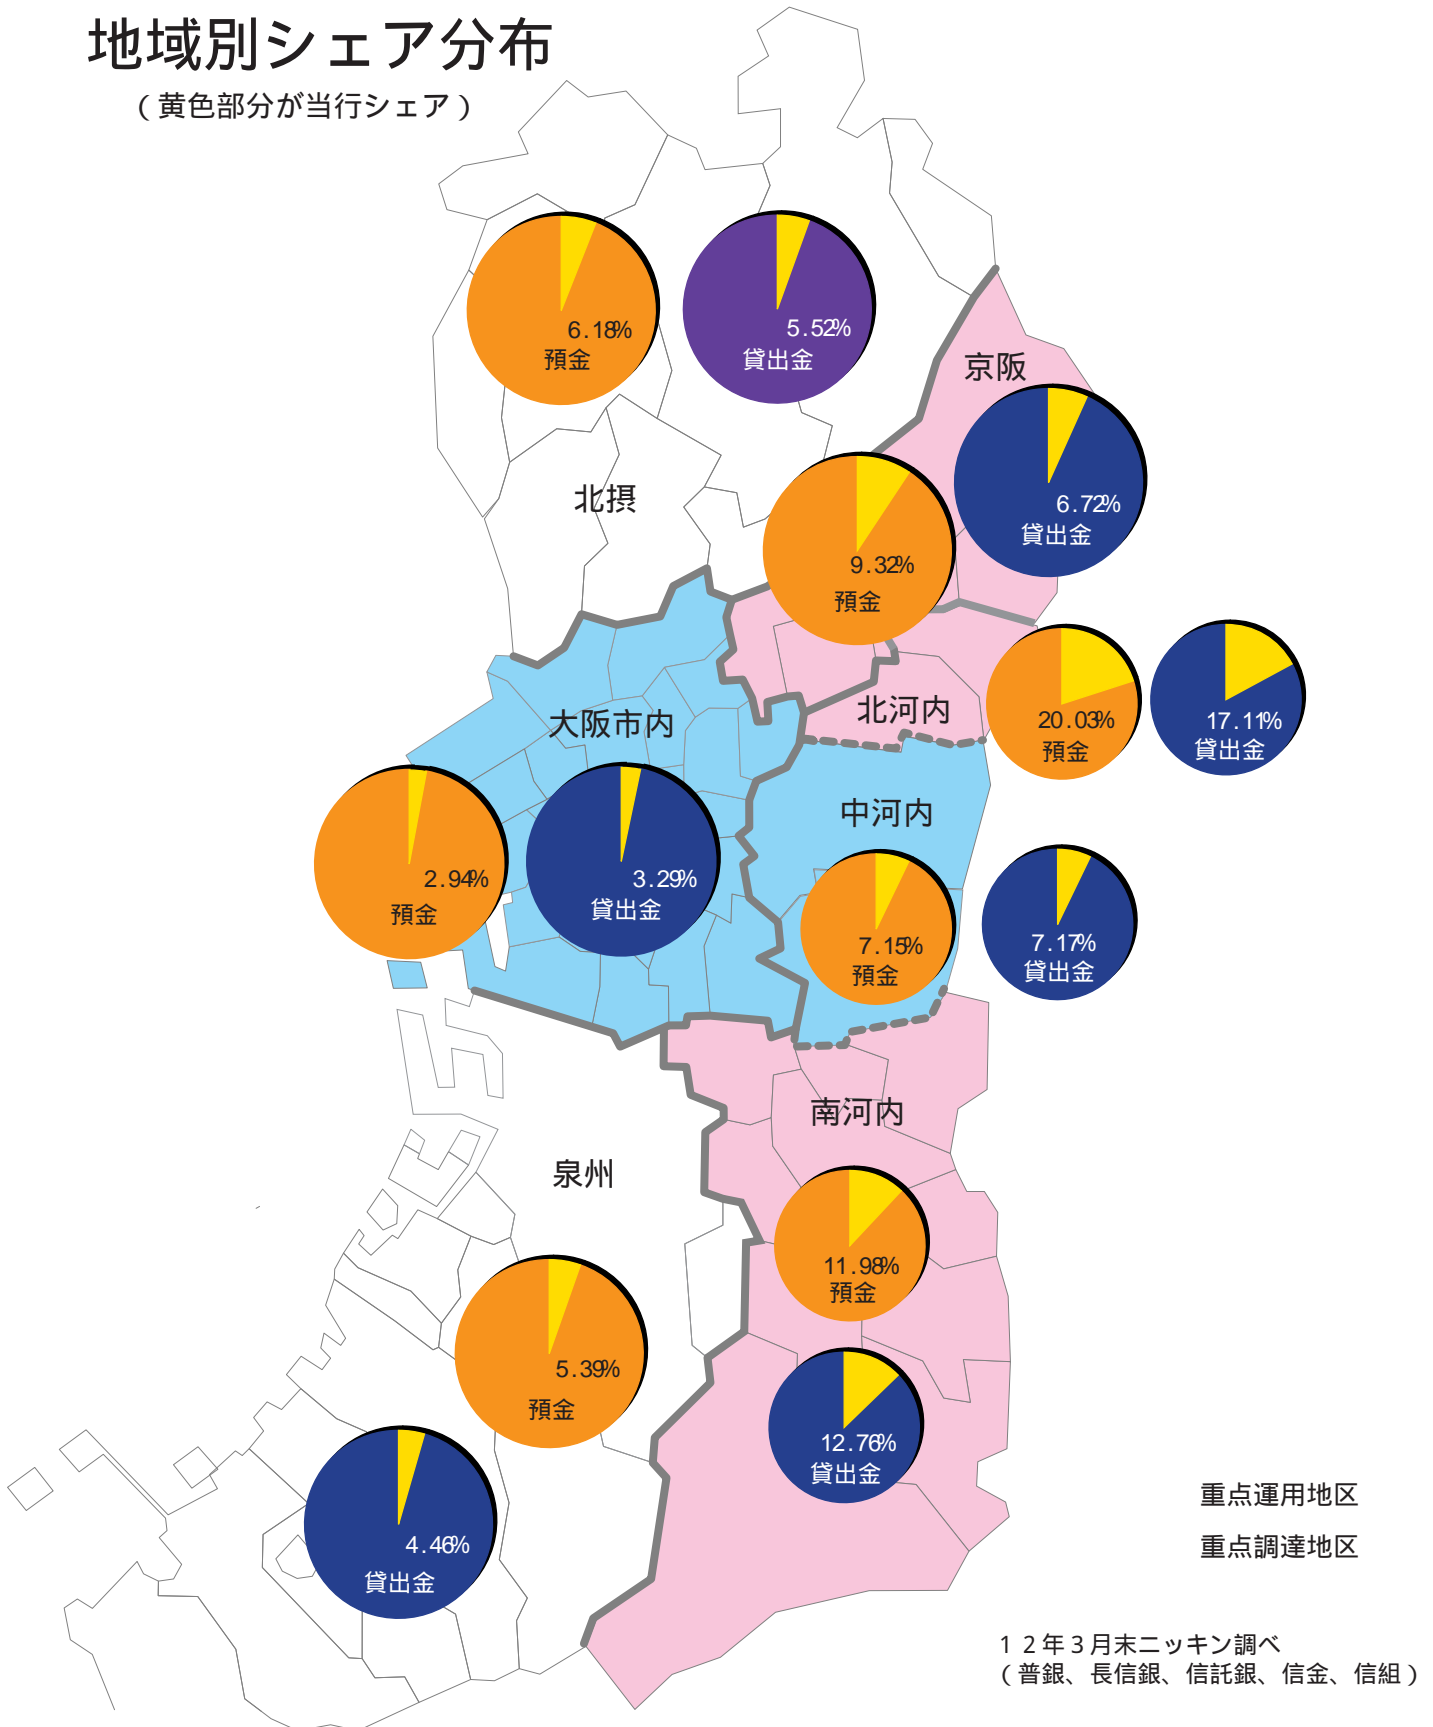 地域別シェア分布
（黄色部分が当行シェア）
6.18%
預金
5.52%
貸出金
京阪
6.72%
貸出金
北摂
9.32%
預金
北河内
20.03%
預金
17.11%
貸出金
大阪市内
中河内
2.94%
預金
3.29%
貸出金
7.15%
預金
7.17%
貸出金
南河内
泉州
11.98%
預金
5.39%
預金
12.76%
貸出金
4.46%
貸出金
重点運用地区
重点調達地区
１２年３月末ニッキン調べ
（普銀、長信銀、信託銀、信金、信組）